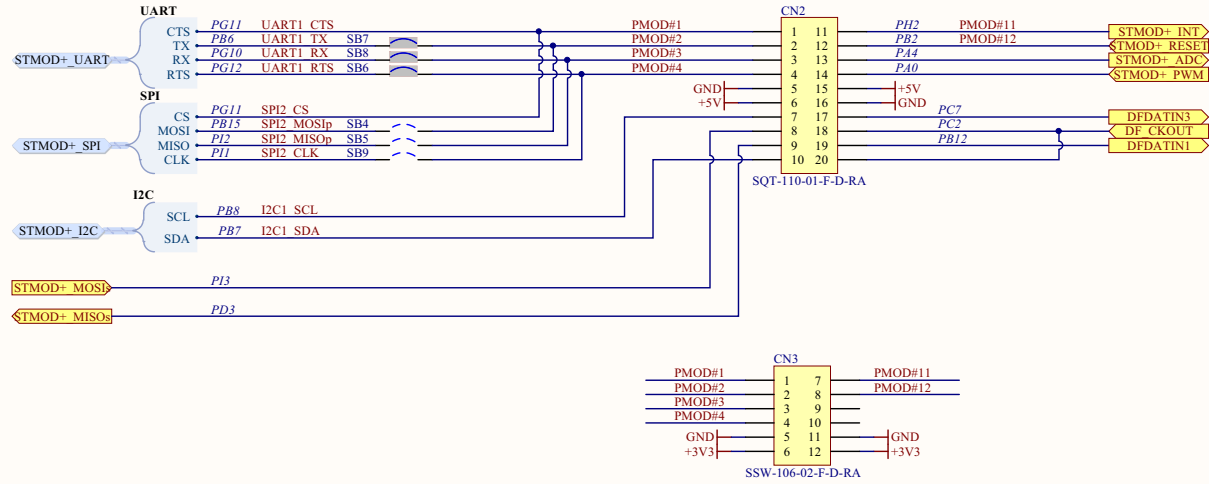 UART
CN2
CTS PG11 UART1_CTS PMOD#1 1 11 PH2 PMOD#11 STMOD+_INT
TX PB6 UART1_TX SB7 PMOD#2 2 12 PB2 PMOD#12 STMOD+_RESET
STMOD+_UART RX PG10 UART1_RX SB8 PMOD#3 3 13 PA4 STMOD+_ADC
RTS PG12 UART1_RTS SB6 PMOD#4 4 14 PA0 STMOD+_PWM
GND 5 15 +5V
SPI +5V 6 16 GND
CS PG11 SPI2_CS 7 17 PC7 DFDATIN3
MOSI PB15 SPI2_MOSIp SB4 8 18 PC2 DF_CKOUT
STMOD+_SPI MISO PI2 SPI2_MISOp SB5 9 19 PB12 DFDATIN1
CLK PI1 SPI2_CLK SB9 10 20
SQT-110-01-F-D-RA
I2C
SCL PB8 I2C1_SCL
STMOD+_I2C SDA PB7 I2C1_SDA
STMOD+_MOSIs PI3
STMOD+_MISOs PD3
CN3
PMOD#1 1 7 PMOD#11
PMOD#2 2 8 PMOD#12
PMOD#3 3 9
PMOD#4 4 10
GND 5 11 GND
+3V3 6 12 +3V3
SSW-106-02-F-D-RA